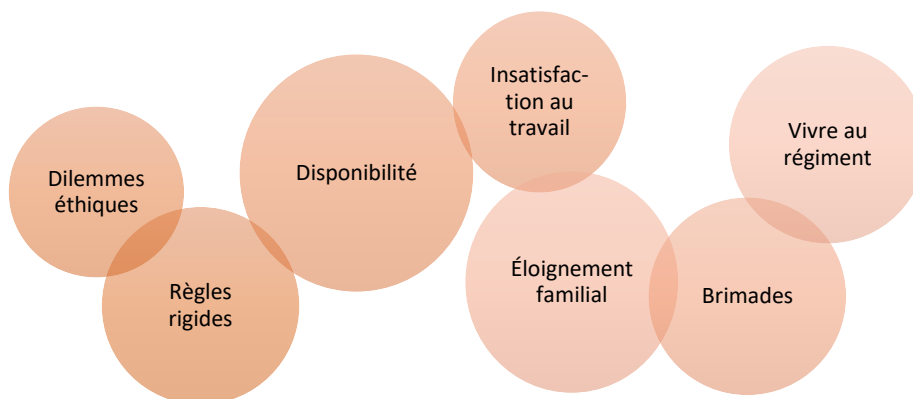 Dilemmes
éthiques
Règles
rigides
Disponibilité
Insatisfac-
tion au
travail
Éloignement
familial
Brimades
Vivre au
régiment